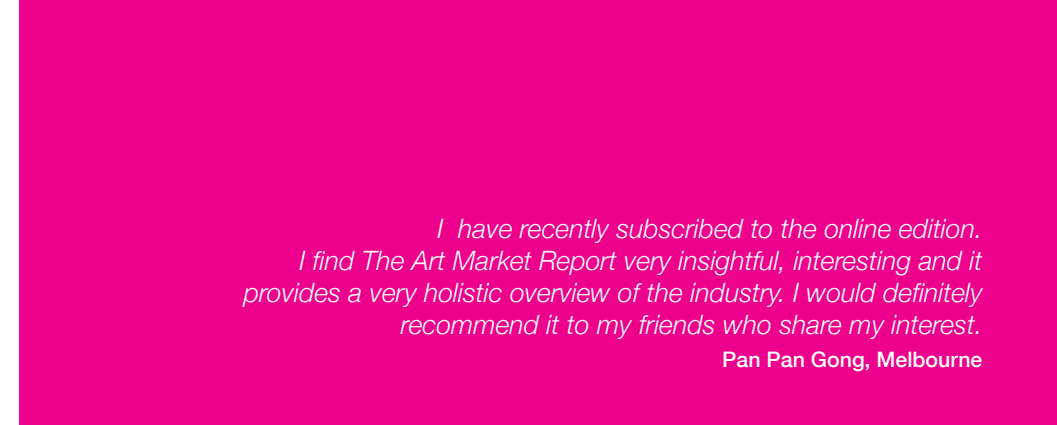 I  have recently subscribed to the online edition.
I find The Art Market Report very insightful, interesting and it
provides a very holistic overview of the industry. I would definitely
recommend it to my friends who share my interest.
Pan Pan Gong, Melbourne